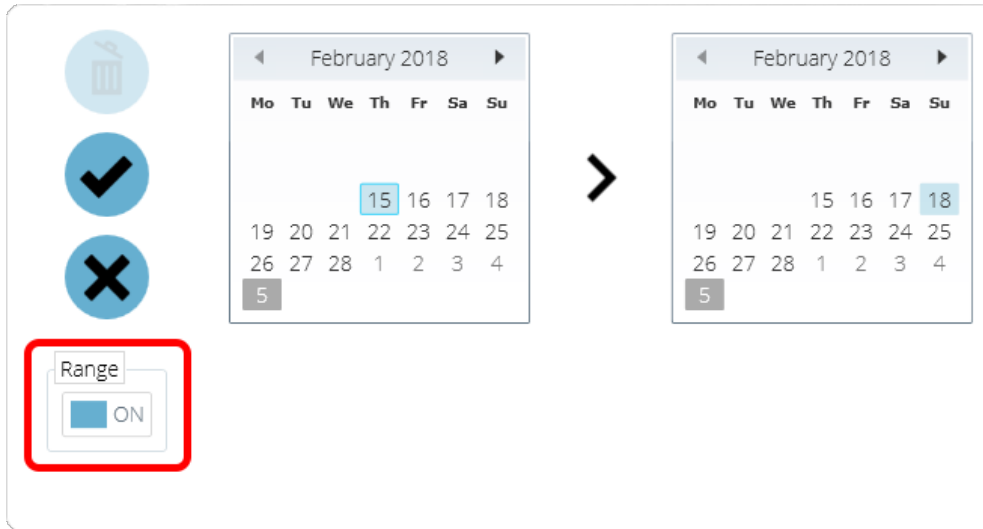 February 2018
Mo Tu We Th Fr Sa Su
15 16 17 18
19 20 21 22 23 24 25
26 27 28 1 2 3 4
5
February 2018
Mo Tu We Th Fr Sa Su
15 16 17 18
19 20 21 22 23 24 25
26 27 28 1 2 3 4
5
Range
ON